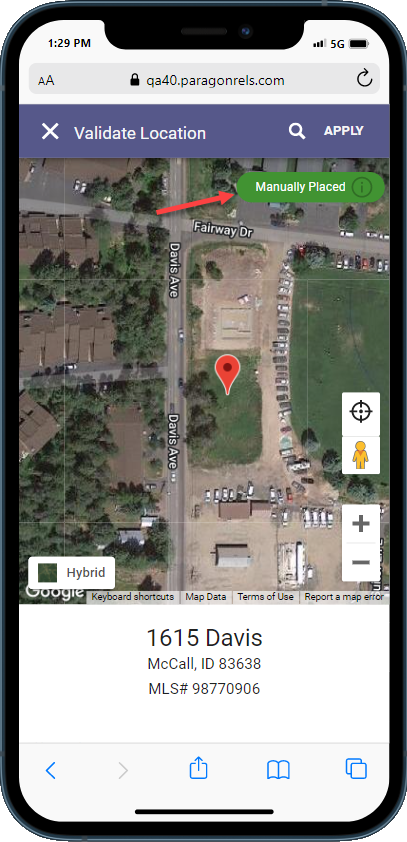 1:29 PM
5G
AA
qa40.paragonrels.com
Validate Location
APPLY
Manually Placed
Fairway Dr
Davis Ave
Davis Ave
Hybrid
Google
Keyboard shortcuts
Map Data
Terms of Use
Report a map error
1615 Davis
McCall, ID 83638
MLS# 98770906